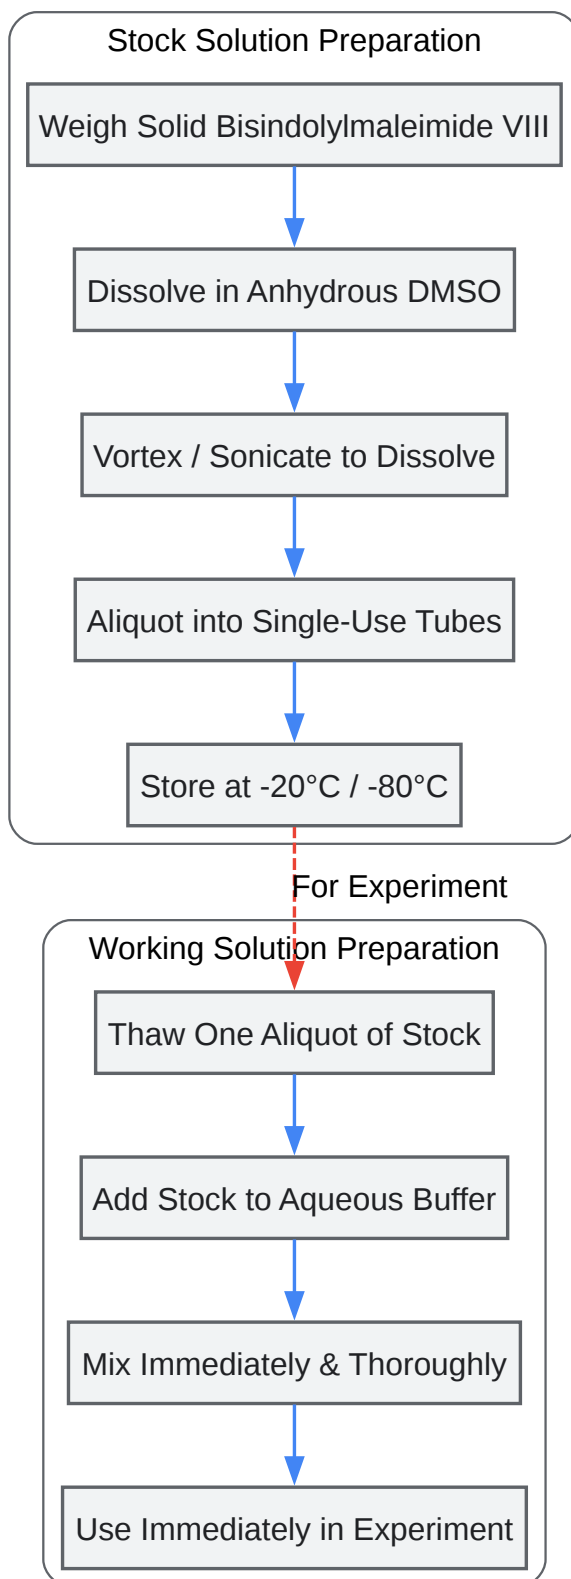 Stock Solution Preparation
Weigh Solid Bisindolylmaleimide VIII
Dissolve in Anhydrous DMSO
Vortex / Sonicate to Dissolve
Aliquot into Single-Use Tubes
Store at -20°C / -80°C
For Experiment
Working Solution Preparation
Thaw One Aliquot of Stock
Add Stock to Aqueous Buffer
Mix Immediately & Thoroughly
Use Immediately in Experiment